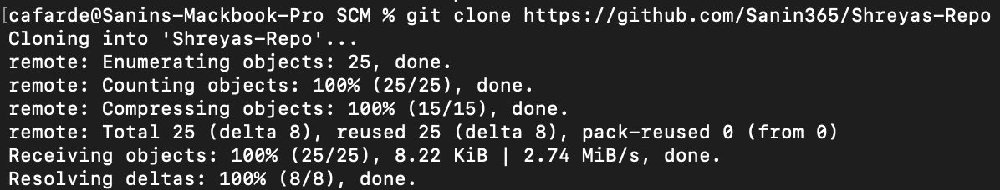 [cafarde@Sanins-Mackbook-Pro SCM % git clone https://github.com/Sanin365/Shreyas-Repo
Cloning into 'Shreyas-Repo'...
remote: Enumerating objects: 25, done.
remote: Counting objects: 100% (25/25), done.
remote: Compressing objects: 100% (15/15), done.
remote: Total 25 (delta 8), reused 25 (delta 8), pack-reused 0 (from 0)
Receiving objects: 100% (25/25), 8.22 KiB | 2.74 MiB/s, done.
Resolving deltas: 100% (8/8), done.